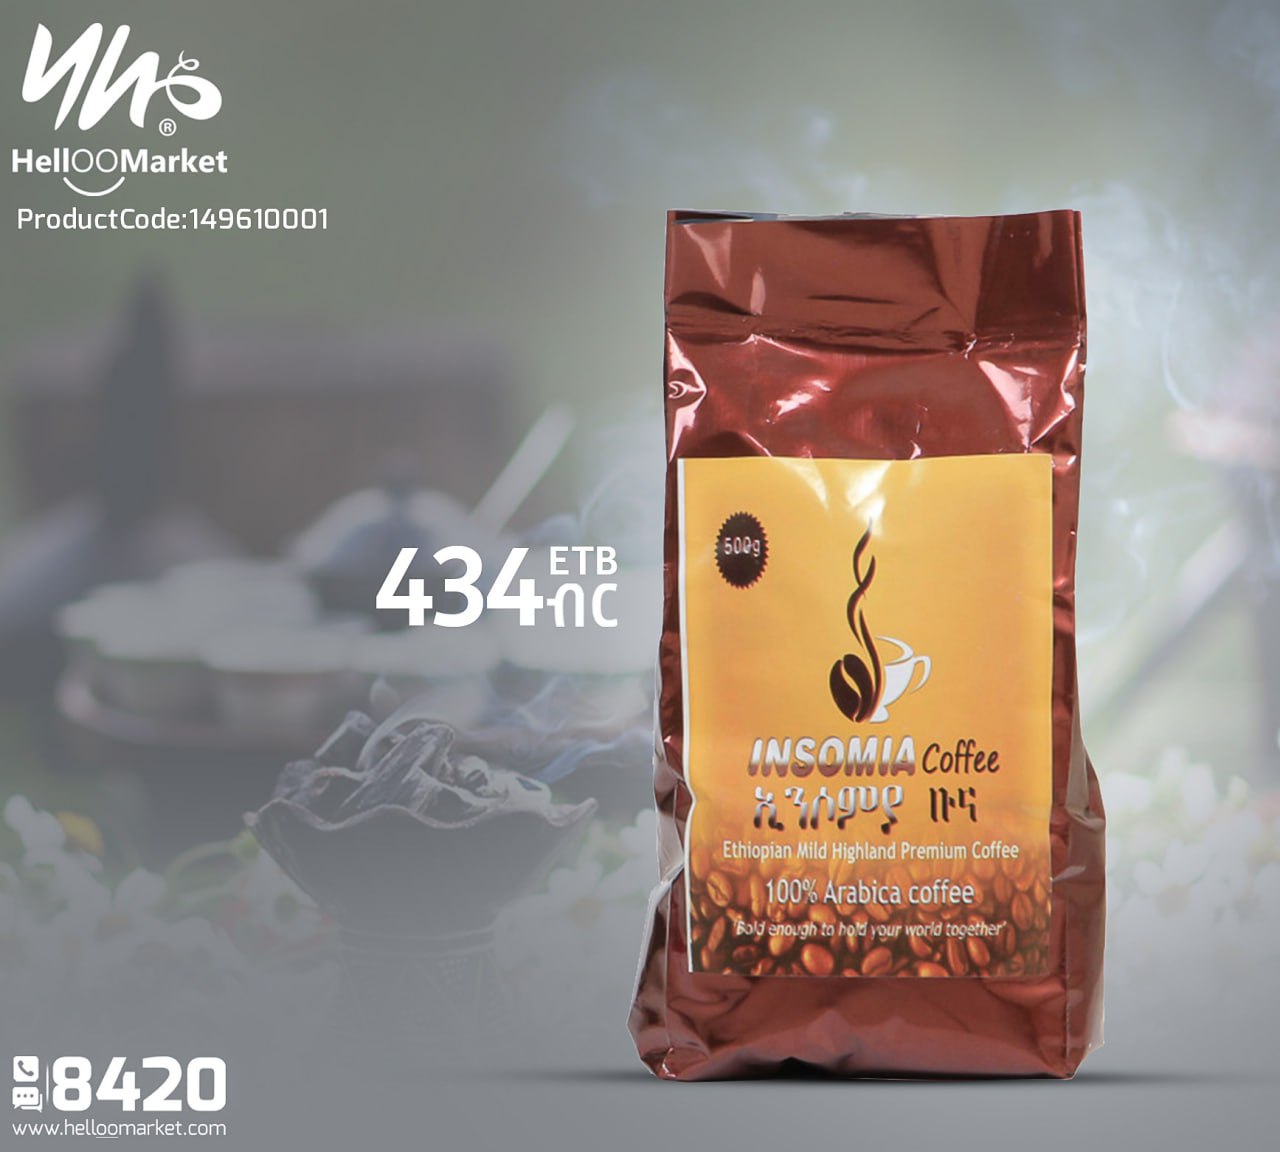 ሄሎ
®
HellOOMarket
ProductCode:149610001
434 ETB
ብር
500g
INSOMIA Coffee
ኢንሶምያ ቡና
Ethiopian Mild Highland Premium Coffee
100% Arabica coffee
"Bold enough to hold your world together"
8420
www.helloomarket.com